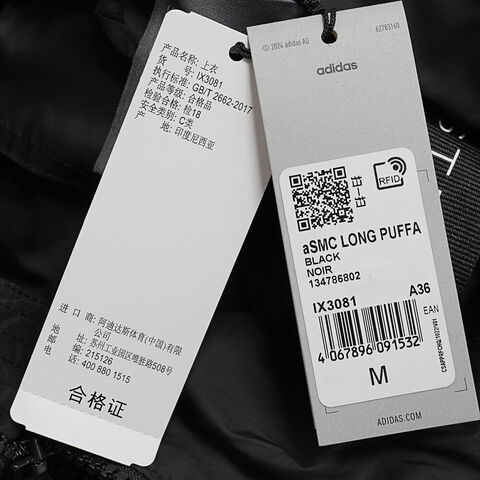 产品名称: 上衣
货 号: IX3081
执行标准: GB/T 2662-2017
产品等级: 合格品
检验合格: 检18
安全类别: C类
产 地: 印度尼西亚
进 口 商: 阿迪达斯体育(中国)有限
公司
地 址: 苏州工业园区唯胜路508号
邮 编: 215126
电 话: 400 880 1515
合格证
© 2024 adidas AG
62783160
adidas
RFID
aSMC LONG PUFFA
BLACK
NOIR
134786802
IX3081
A36
EAN
4 067896 091532
M
ADIDAS.COM